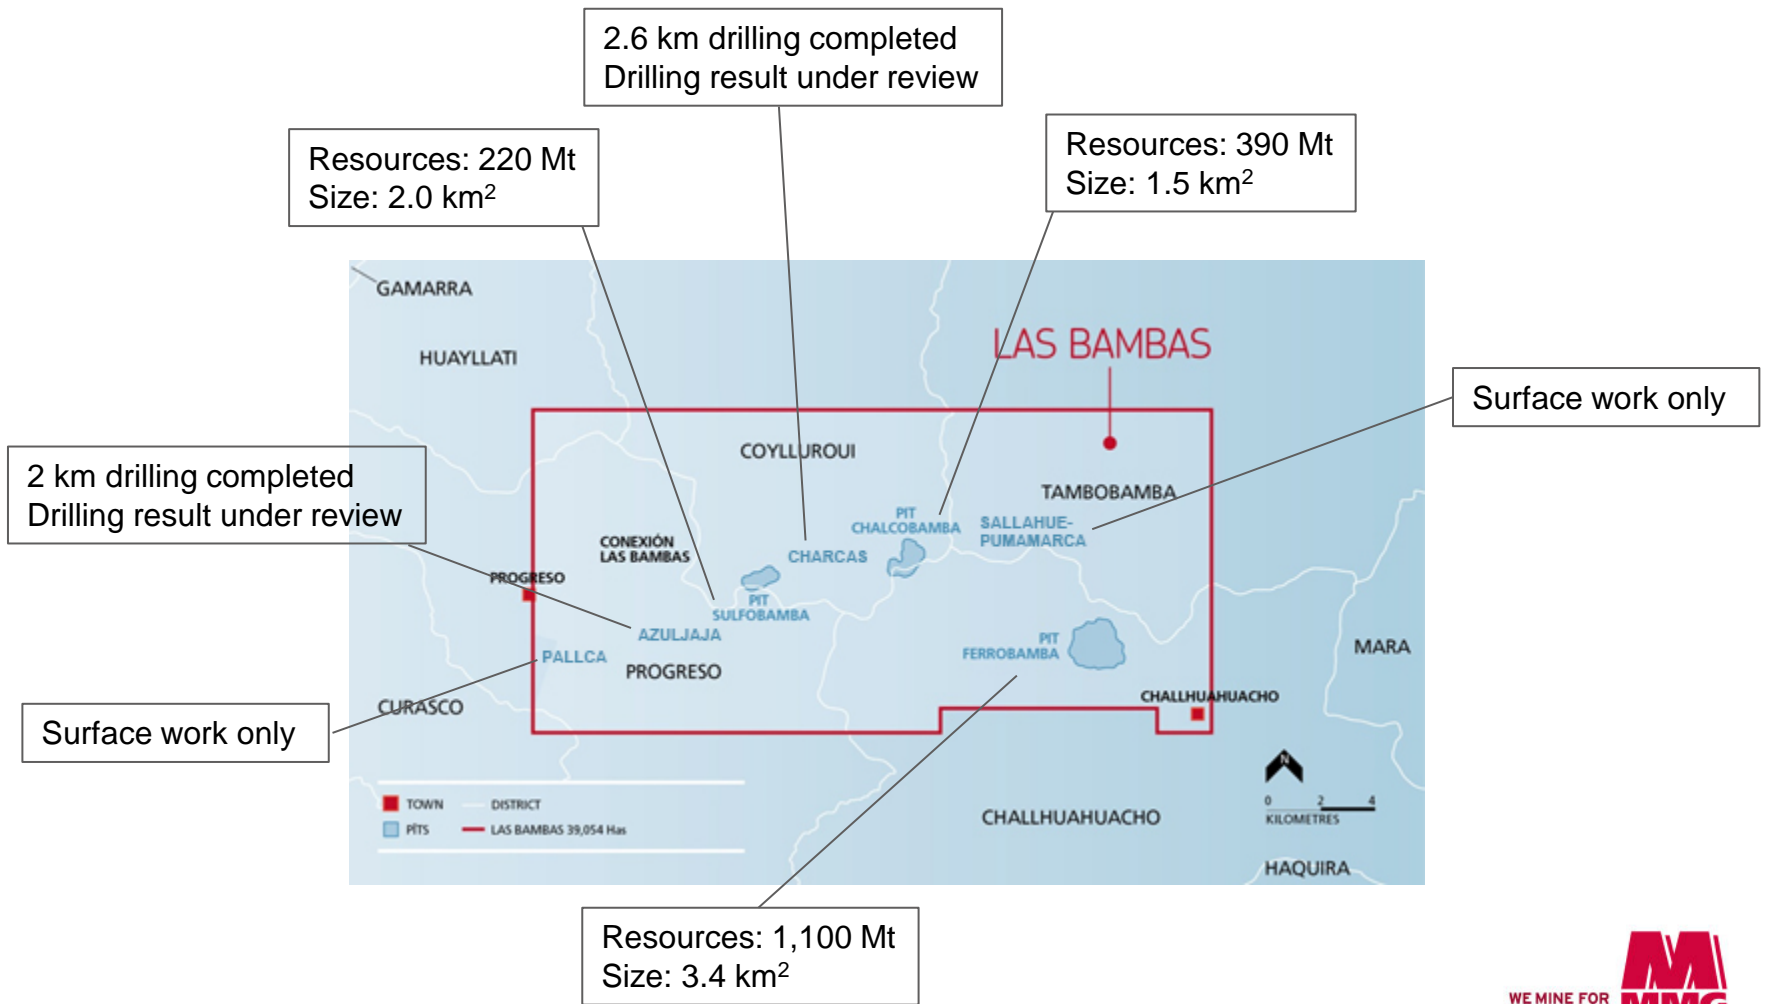 2.6 km drilling completed
Drilling result under review
Resources: 220 Mt
Size: 2.0 km²
Resources: 390 Mt
Size: 1.5 km²
GAMARRA
HUAYLLATI
LAS BAMBAS
Surface work only
COYLLUROUI
2 km drilling completed
Drilling result under review
TAMBOBAMBA
PIT
CHALCOBAMBA
SALLAHUE-
PUMAMARCA
CONEXIÓN
LAS BAMBAS
CHARCAS
PROGRESO
PIT
SULFOBAMBA
AZULJAJA
PALLCA
PROGRESO
PIT
FERROBAMBA
MARA
CURASCO
CHALLHUAHUACHO
Surface work only
N
TOWN
DISTRICT
PÍTS
LAS BAMBAS 39,054 Has
0 2 4
KILOMETRES
CHALLHUAHUACHO
HAQUIRA
Resources: 1,100 Mt
Size: 3.4 km²
M
WE MINE FOR
MMG